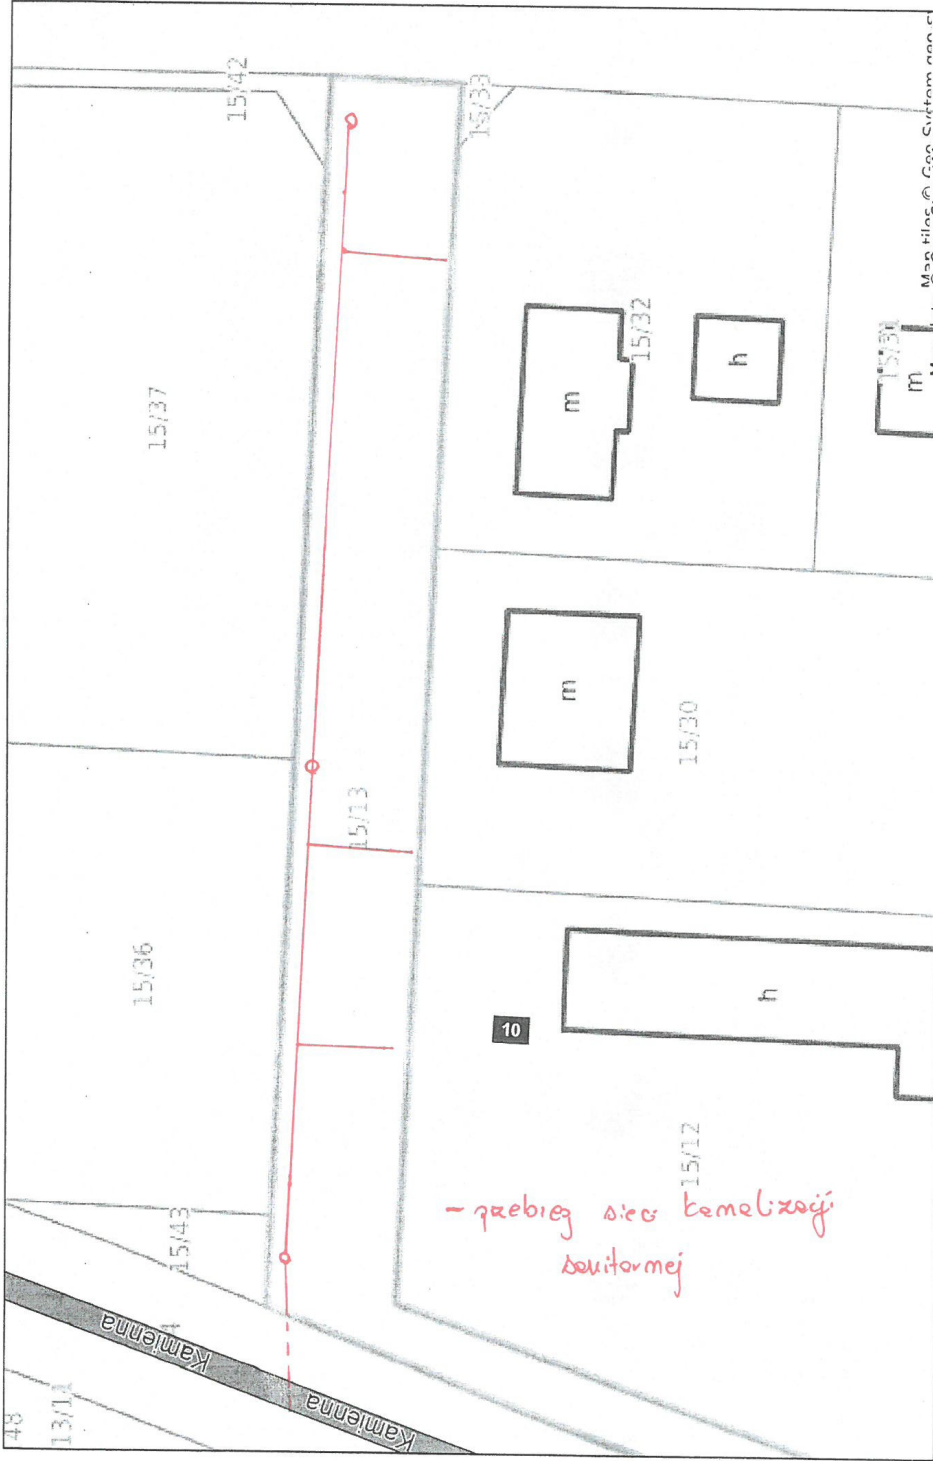 15/42
15/39
15/37
15/32
m
h
15/31
m
Map tiles © Geo-System
m
15/30
15/13
15/36
10
h
15/12
15/43
Kamienna
Kamienna
13/11
48
- przebieg sieci kanalizacji
sanitarnej